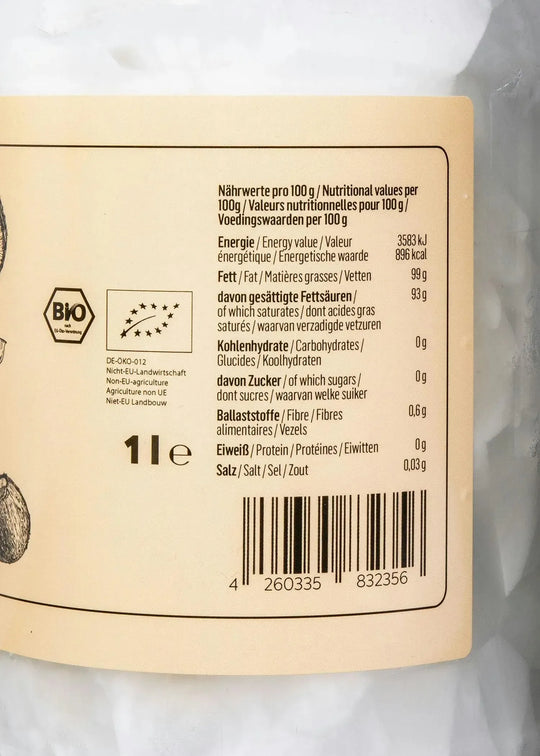 Nährwerte pro 100 g / Nutritional values per
100g / Valeurs nutritionnelles pour 100 g /
Voedingswaarden per 100 g
Energie / Energy value / Valeur 3583 kJ
énergétique / Energetische waarde 896 kcal
Fett / Fat / Matières grasses / Vetten 99 g
davon gesättigte Fettsäuren / 93 g
of which saturates / dont acides gras
saturés / waarvan verzadigde vetzuren
Kohlenhydrate / Carbohydrates / 0 g
Glucides / Koolhydraten
davon Zucker / of which sugars / 0 g
dont sucres / waarvan welke suiker
Ballaststoffe / Fibre / Fibres 0,6 g
alimentaires / Vezels
Eiweiß / Protein / Protéines / Eiwitten 0 g
Salz / Salt / Sel / Zout 0,03 g
Bio
nach
EG-Öko-Verordnung
DE-ÖKO-012
Nicht-EU-Landwirtschaft
Non-EU-agriculture
Agriculture non UE
Niet-EU Landbouw
1 l e
4 260335 832356